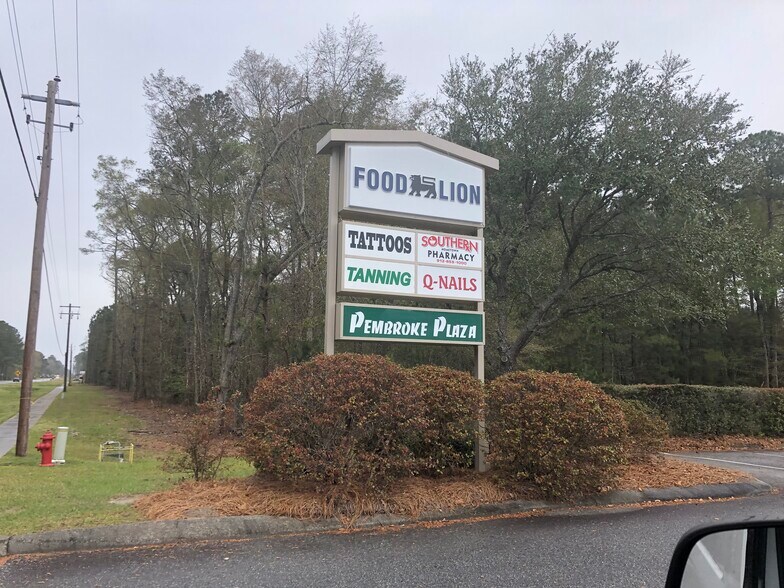 FOOD LION
TATTOOS
SOUTHERN
PHARMACY
TANNING
Q-NAILS
PEMBROKE PLAZA